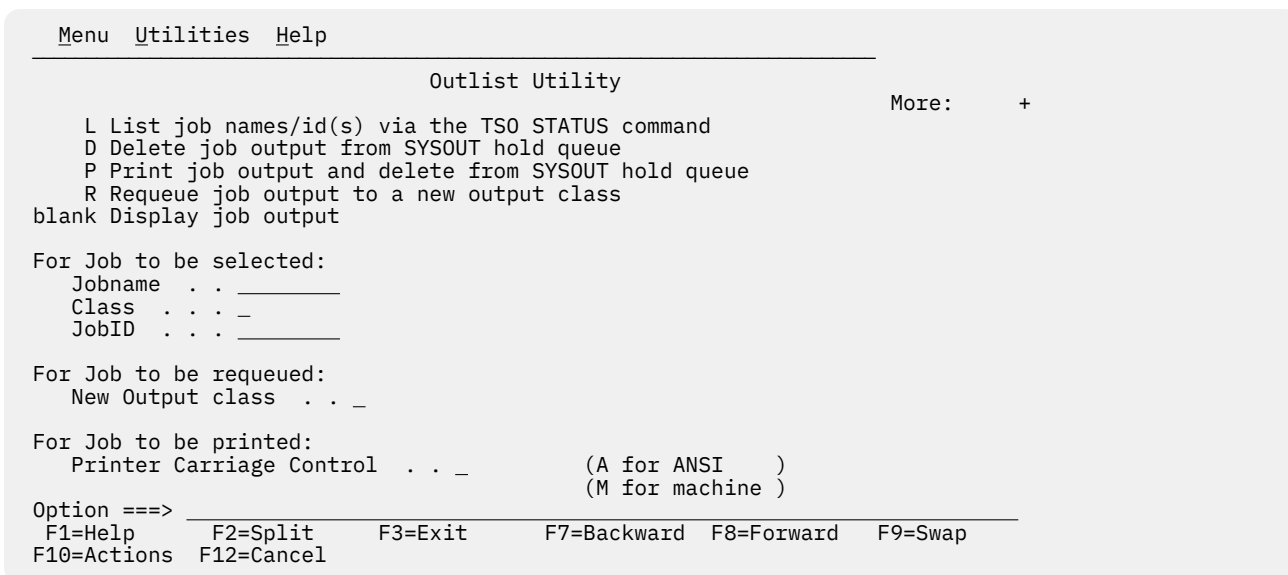 Menu Utilities Help
Outlist Utility
More: +
L List job names/id(s) via the TSO STATUS command
D Delete job output from SYSOUT hold queue
P Print job output and delete from SYSOUT hold queue
R Requeue job output to a new output class
blank Display job output
For Job to be selected:
Jobname . . ________
Class . . . _
JobID . . . ________
For Job to be requeued:
New Output class . . _
For Job to be printed:
Printer Carriage Control . . _ (A for ANSI )
(M for machine )
Option ===> _________________________________________________________________
F1=Help F2=Split F3=Exit F7=Backward F8=Forward F9=Swap
F10=Actions F12=Cancel